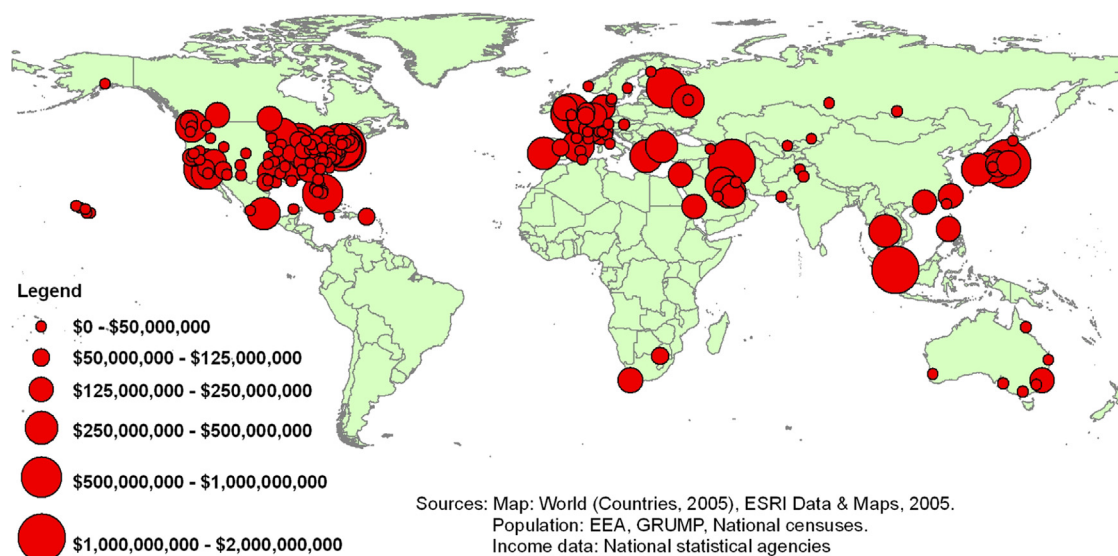 Legend
$0 - $50,000,000
$50,000,000 - $125,000,000
$125,000,000 - $250,000,000
$250,000,000 - $500,000,000
$500,000,000 - $1,000,000,000
$1,000,000,000 - $2,000,000,000
Sources: Map: World (Countries, 2005), ESRI Data & Maps, 2005.
Population: EEA, GRUMP, National censuses.
Income data: National statistical agencies